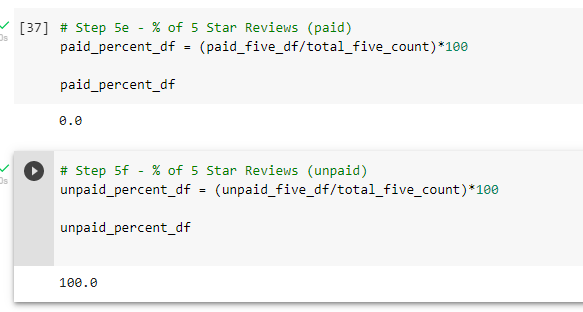 [37] # Step 5e - % of 5 Star Reviews (paid)
paid_percent_df = (paid_five_df/total_five_count)*100
paid_percent_df
0.0
# Step 5f - % of 5 Star Reviews (unpaid)
unpaid_percent_df = (unpaid_five_df/total_five_count)*100
unpaid_percent_df
100.0